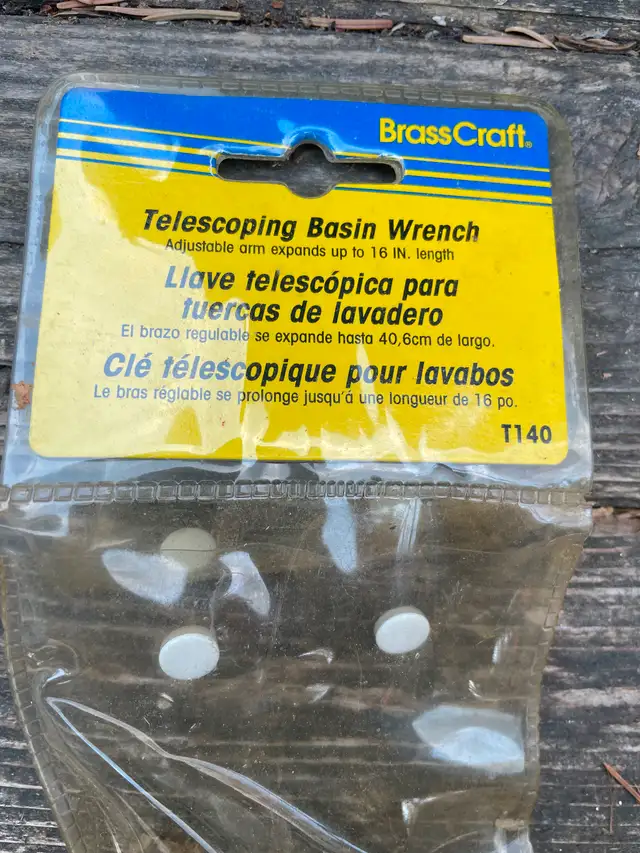 BrassCraft®
Telescoping Basin Wrench
Adjustable arm expands up to 16 IN. length
Llave telescópica para
tuercas de lavadero
El brazo regulable se expande hasta 40,6cm de largo.
Clé télescopique pour lavabos
Le bras réglable se prolonge jusqu'á une longueur de 16 po.
T140